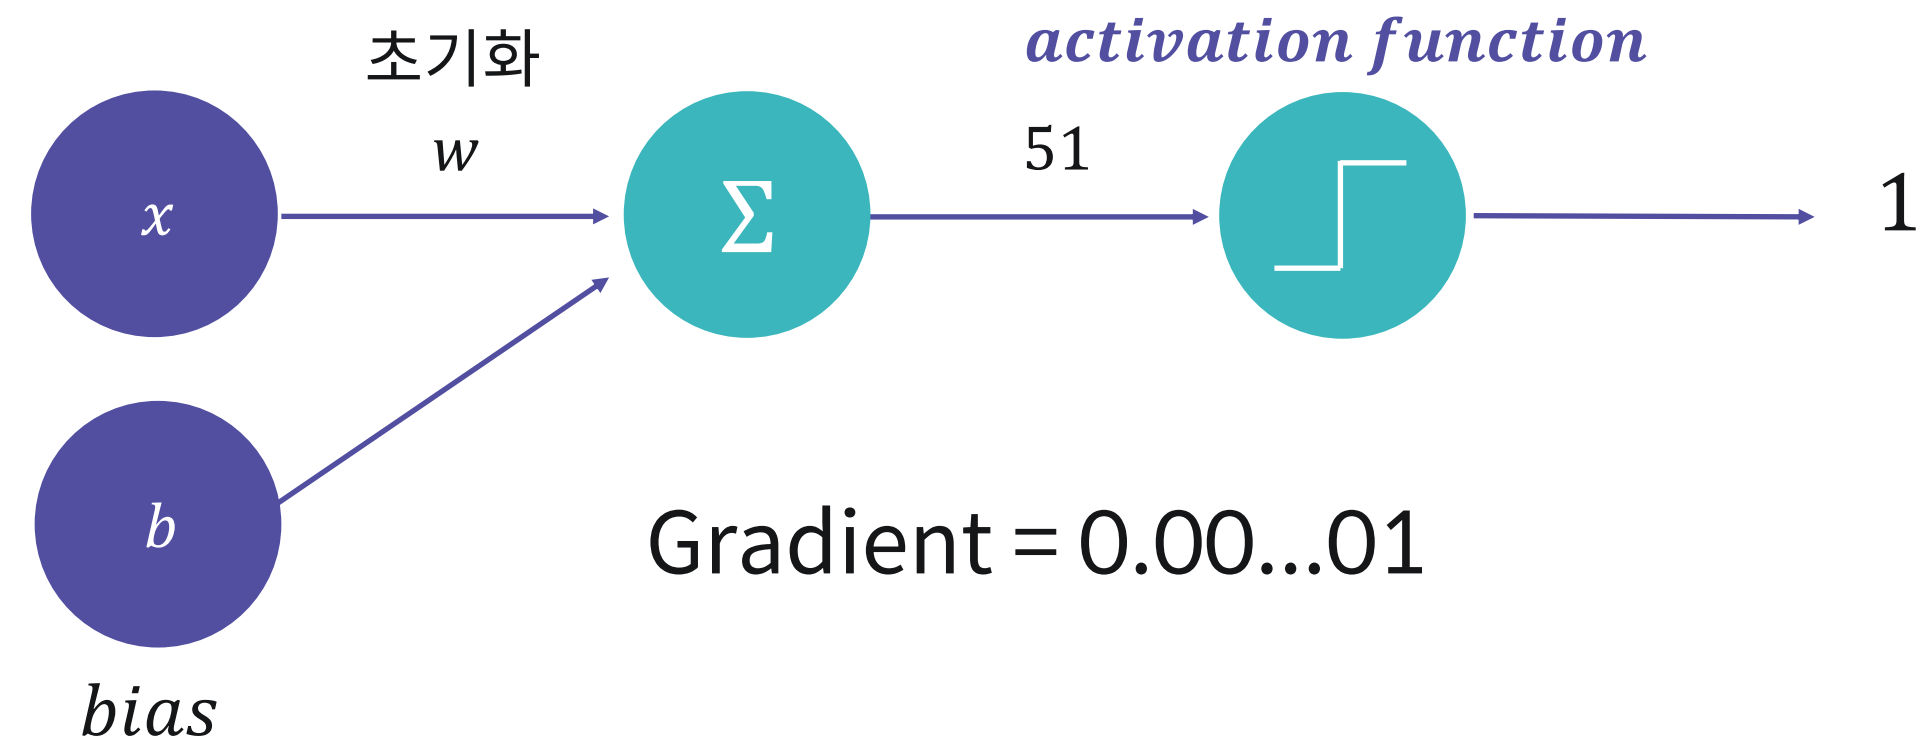 activation function
초기화
w
51
x
Σ
1
b
Gradient = 0.00...01
bias